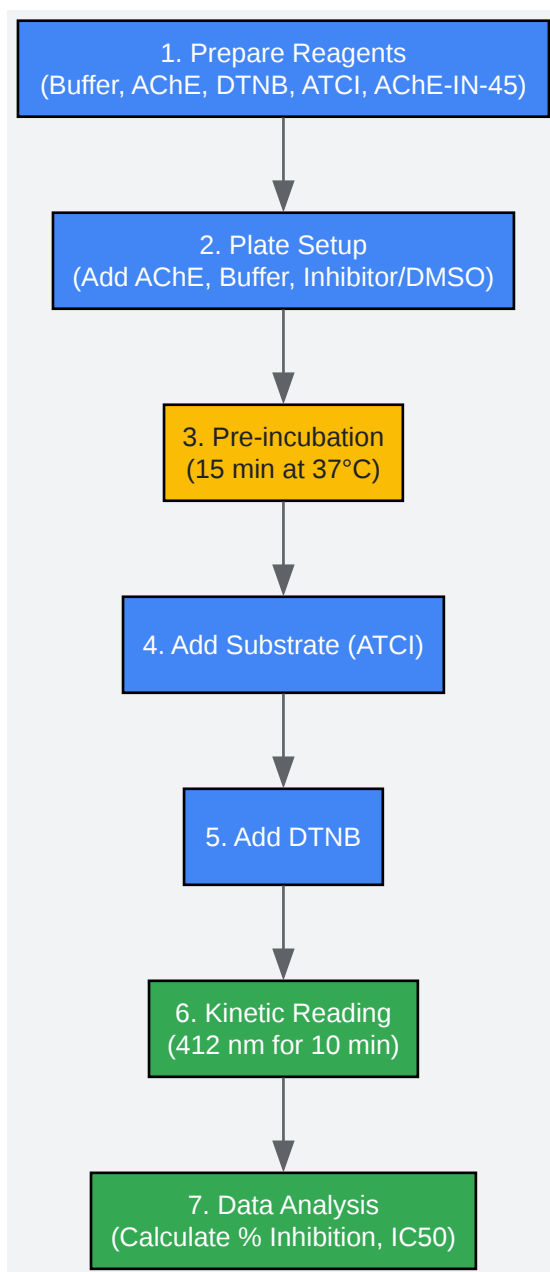 1. Prepare Reagents
(Buffer, AChE, DTNB, ATCI, AChE-IN-45)
2. Plate Setup
(Add AChE, Buffer, Inhibitor/DMSO)
3. Pre-incubation
(15 min at 37°C)
4. Add Substrate (ATCI)
5. Add DTNB
6. Kinetic Reading
(412 nm for 10 min)
7. Data Analysis
(Calculate % Inhibition, IC50)